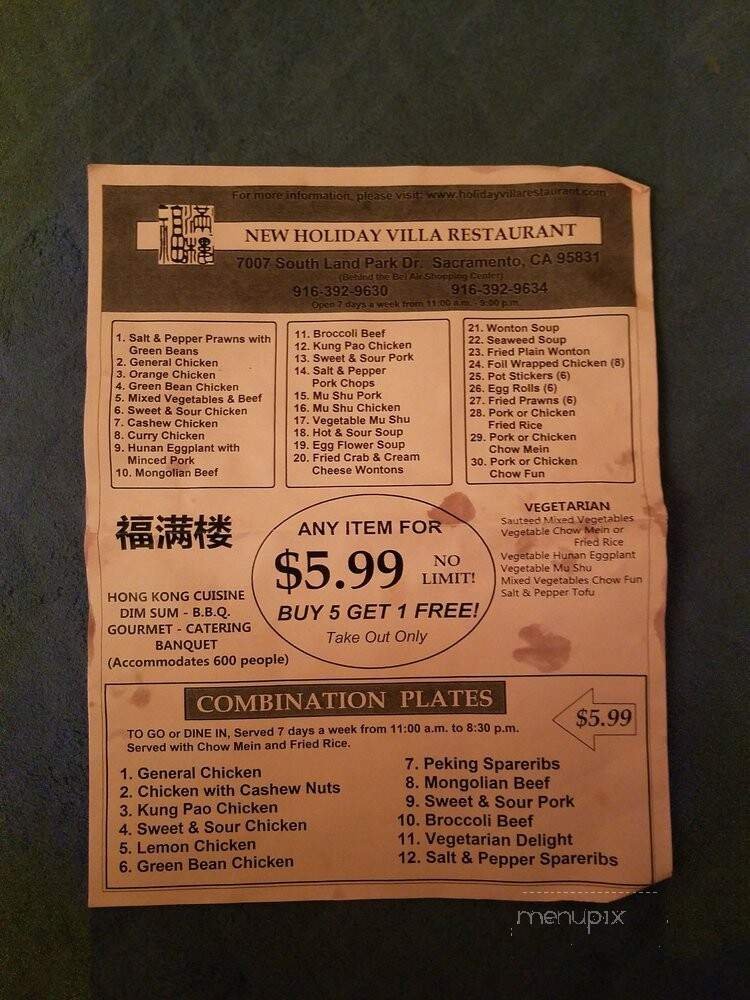 For more information, please visit: www.holidayvillarestaurant.com
福滿樓
NEW HOLIDAY VILLA RESTAURANT
7007 South Land Park Dr. Sacramento, CA 95831
(Behind the Bel Air Shopping Center)
916-392-9630 916-392-9634
Open 7 days a week from 11:00 a.m. - 9:00 p.m.
1. Salt & Pepper Prawns with
Green Beans
2. General Chicken
3. Orange Chicken
4. Green Bean Chicken
5. Mixed Vegetables & Beef
6. Sweet & Sour Chicken
7. Cashew Chicken
8. Curry Chicken
9. Hunan Eggplant with
Minced Pork
10. Mongolian Beef
11. Broccoli Beef
12. Kung Pao Chicken
13. Sweet & Sour Pork
14. Salt & Pepper
Pork Chops
15. Mu Shu Pork
16. Mu Shu Chicken
17. Vegetable Mu Shu
18. Hot & Sour Soup
19. Egg Flower Soup
20. Fried Crab & Cream
Cheese Wontons
21. Wonton Soup
22. Seaweed Soup
23. Fried Plain Wonton
24. Foil Wrapped Chicken (8)
25. Pot Stickers (6)
26. Egg Rolls (6)
27. Fried Prawns (6)
28. Pork or Chicken
Fried Rice
29. Pork or Chicken
Chow Mein
30. Pork or Chicken
Chow Fun
福满楼
HONG KONG CUISINE
DIM SUM - B.B.Q.
GOURMET - CATERING
BANQUET
(Accommodates 600 people)
ANY ITEM FOR
$5.99 NO
LIMIT!
BUY 5 GET 1 FREE!
Take Out Only
VEGETARIAN
Sauteed Mixed Vegetables
Vegetable Chow Mein or
Fried Rice
Vegetable Hunan Eggplant
Vegetable Mu Shu
Mixed Vegetables Chow Fun
Salt & Pepper Tofu
COMBINATION PLATES
TO GO or DINE IN, Served 7 days a week from 11:00 a.m. to 8:30 p.m.
Served with Chow Mein and Fried Rice.
$5.99
1. General Chicken
2. Chicken with Cashew Nuts
3. Kung Pao Chicken
4. Sweet & Sour Chicken
5. Lemon Chicken
6. Green Bean Chicken
7. Peking Spareribs
8. Mongolian Beef
9. Sweet & Sour Pork
10. Broccoli Beef
11. Vegetarian Delight
12. Salt & Pepper Spareribs
menupix